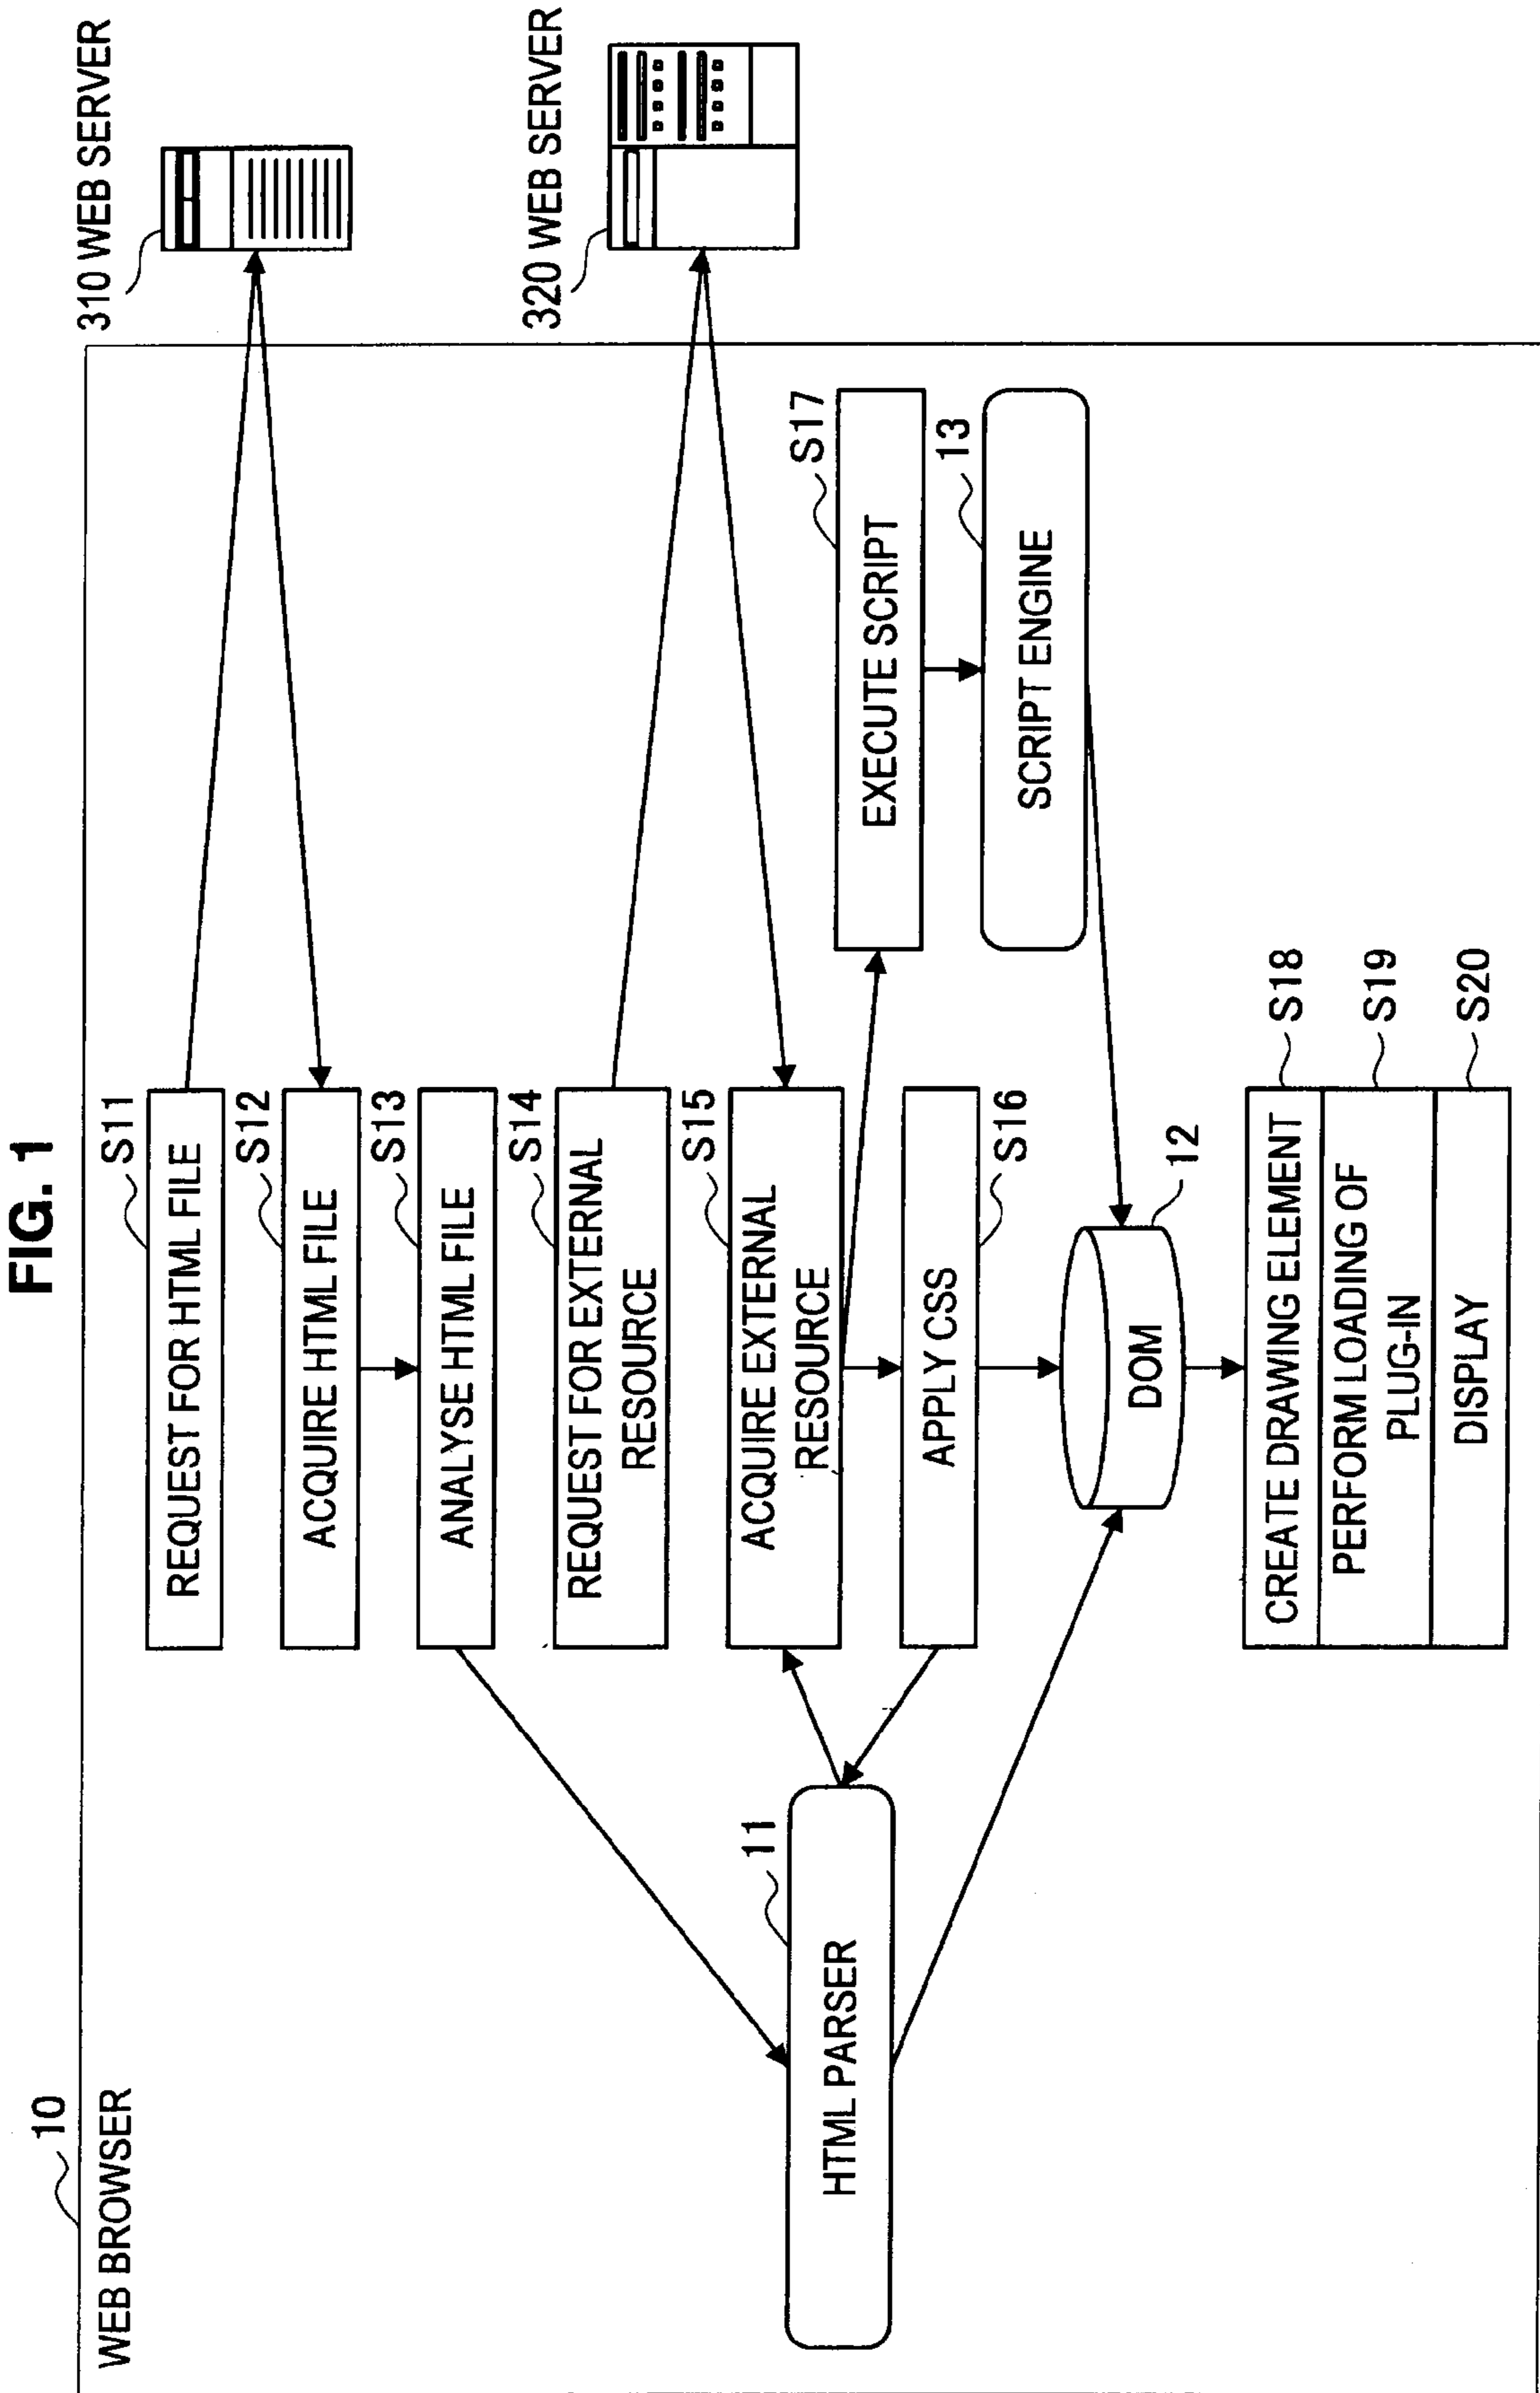 FIG. 1
10
WEB BROWSER
310 WEB SERVER
320 WEB SERVER
S11
REQUEST FOR HTML FILE
S12
ACQUIRE HTML FILE
S13
ANALYSE HTML FILE
S14
REQUEST FOR EXTERNAL
RESOURCE
S15
ACQUIRE EXTERNAL
RESOURCE
S17
EXECUTE SCRIPT
11
HTML PARSER
S16
APPLY CSS
13
SCRIPT ENGINE
12
DOM
S18
CREATE DRAWING ELEMENT
S19
PERFORM LOADING OF
PLUG-IN
S20
DISPLAY